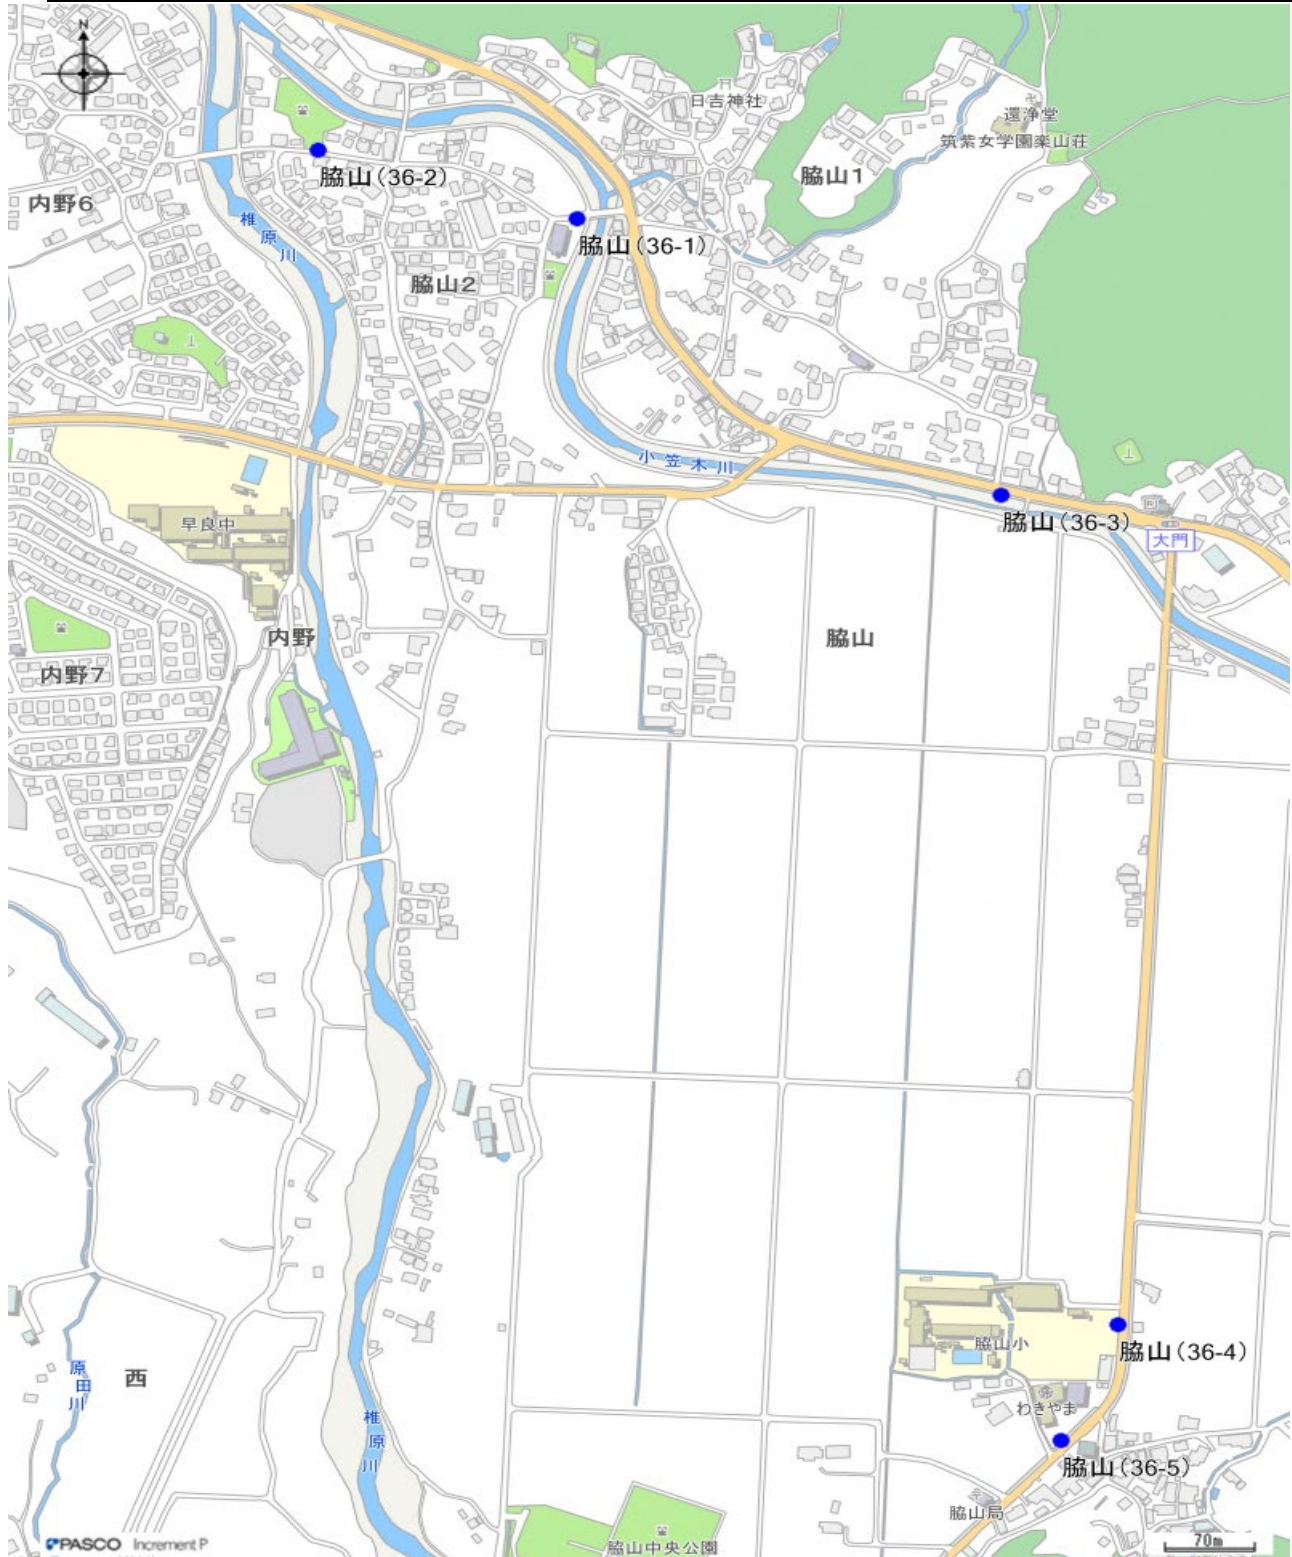 N
日吉神社
還浄堂
筑紫女学園楽山荘
脇山(36-2)
脇山1
内野6
椎原川
脇山(36-1)
脇山2
小笠木川
脇山(36-3)
早良中
大門
内野
脇山
内野7
脇山小
脇山(36-4)
原田川
西
わきやま
椎原川
脇山(36-5)
脇山局
脇山中央公園
PASCO Increment P
70m